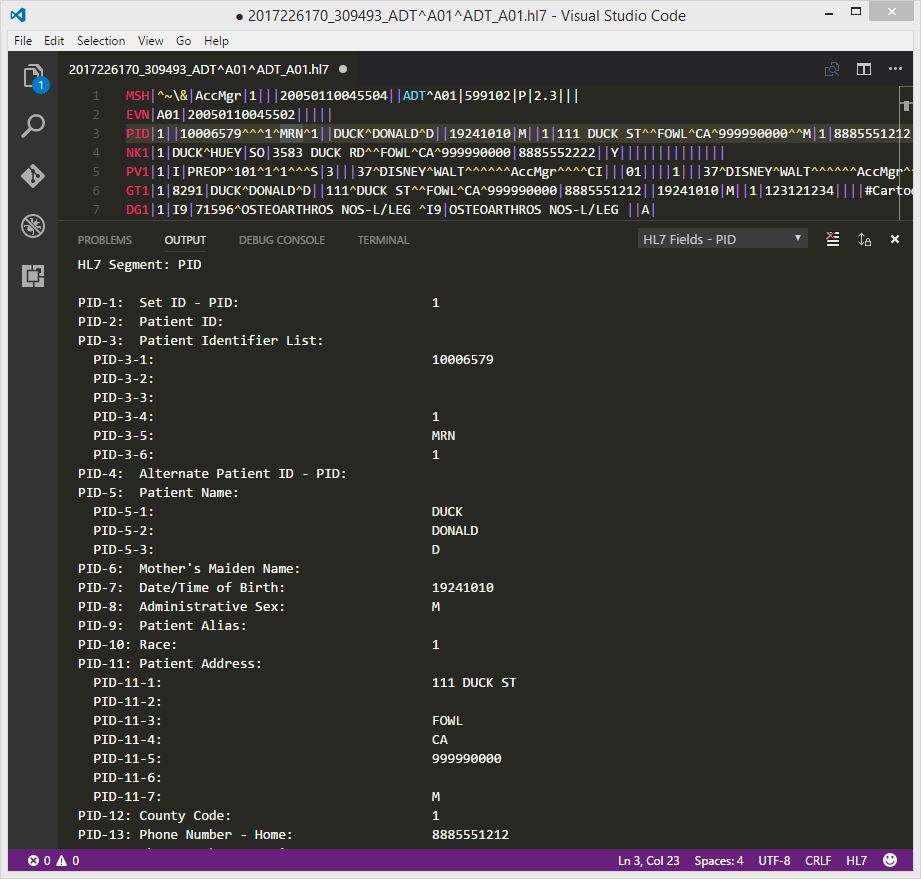 ● 2017226170_309493_ADT^A01^ADT_A01.hl7 - Visual Studio Code
File Edit Selection View Go Help
1
2017226170_309493_ADT^A01^ADT_A01.hl7 ●
1 MSH|^~\&|AccMgr|1|||20050110045504||ADT^A01|599102|P|2.3|||
2 EVN|A01|20050110045502|||||
3 PID|1||10006579^^^1^MRN^1||DUCK^DONALD^D||19241010|M||1|111 DUCK ST^^FOWL^CA^999990000^^M|1|8885551212
4 NK1|1|DUCK^HUEY|SO|3583 DUCK RD^^FOWL^CA^999990000|8885552222||Y||||||||||||||
5 PV1|1|I|PREOP^101^1^1^^^S|3|||37^DISNEY^WALT^^^^^^AccMgr^^^^CI|||01||||1|||37^DISNEY^WALT^^^^^^AccMgr^^
6 GT1|1|8291|DUCK^DONALD^D||111^DUCK ST^^FOWL^CA^999990000|8885551212||19241010|M||1|123121234||||#Cartoo
7 DG1|1|I9|71596^OSTEOARTHROS NOS-L/LEG ^I9|OSTEOARTHROS NOS-L/LEG ||A|
PROBLEMS OUTPUT DEBUG CONSOLE TERMINAL HL7 Fields - PID
HL7 Segment: PID
PID-1: Set ID - PID: 1
PID-2: Patient ID:
PID-3: Patient Identifier List:
PID-3-1: 10006579
PID-3-2:
PID-3-3:
PID-3-4: 1
PID-3-5: MRN
PID-3-6: 1
PID-4: Alternate Patient ID - PID:
PID-5: Patient Name:
PID-5-1: DUCK
PID-5-2: DONALD
PID-5-3: D
PID-6: Mother's Maiden Name:
PID-7: Date/Time of Birth: 19241010
PID-8: Administrative Sex: M
PID-9: Patient Alias:
PID-10: Race: 1
PID-11: Patient Address:
PID-11-1: 111 DUCK ST
PID-11-2:
PID-11-3: FOWL
PID-11-4: CA
PID-11-5: 999990000
PID-11-6:
PID-11-7: M
PID-12: County Code: 1
PID-13: Phone Number - Home: 8885551212
0 0 Ln 3, Col 23 Spaces: 4 UTF-8 CRLF HL7